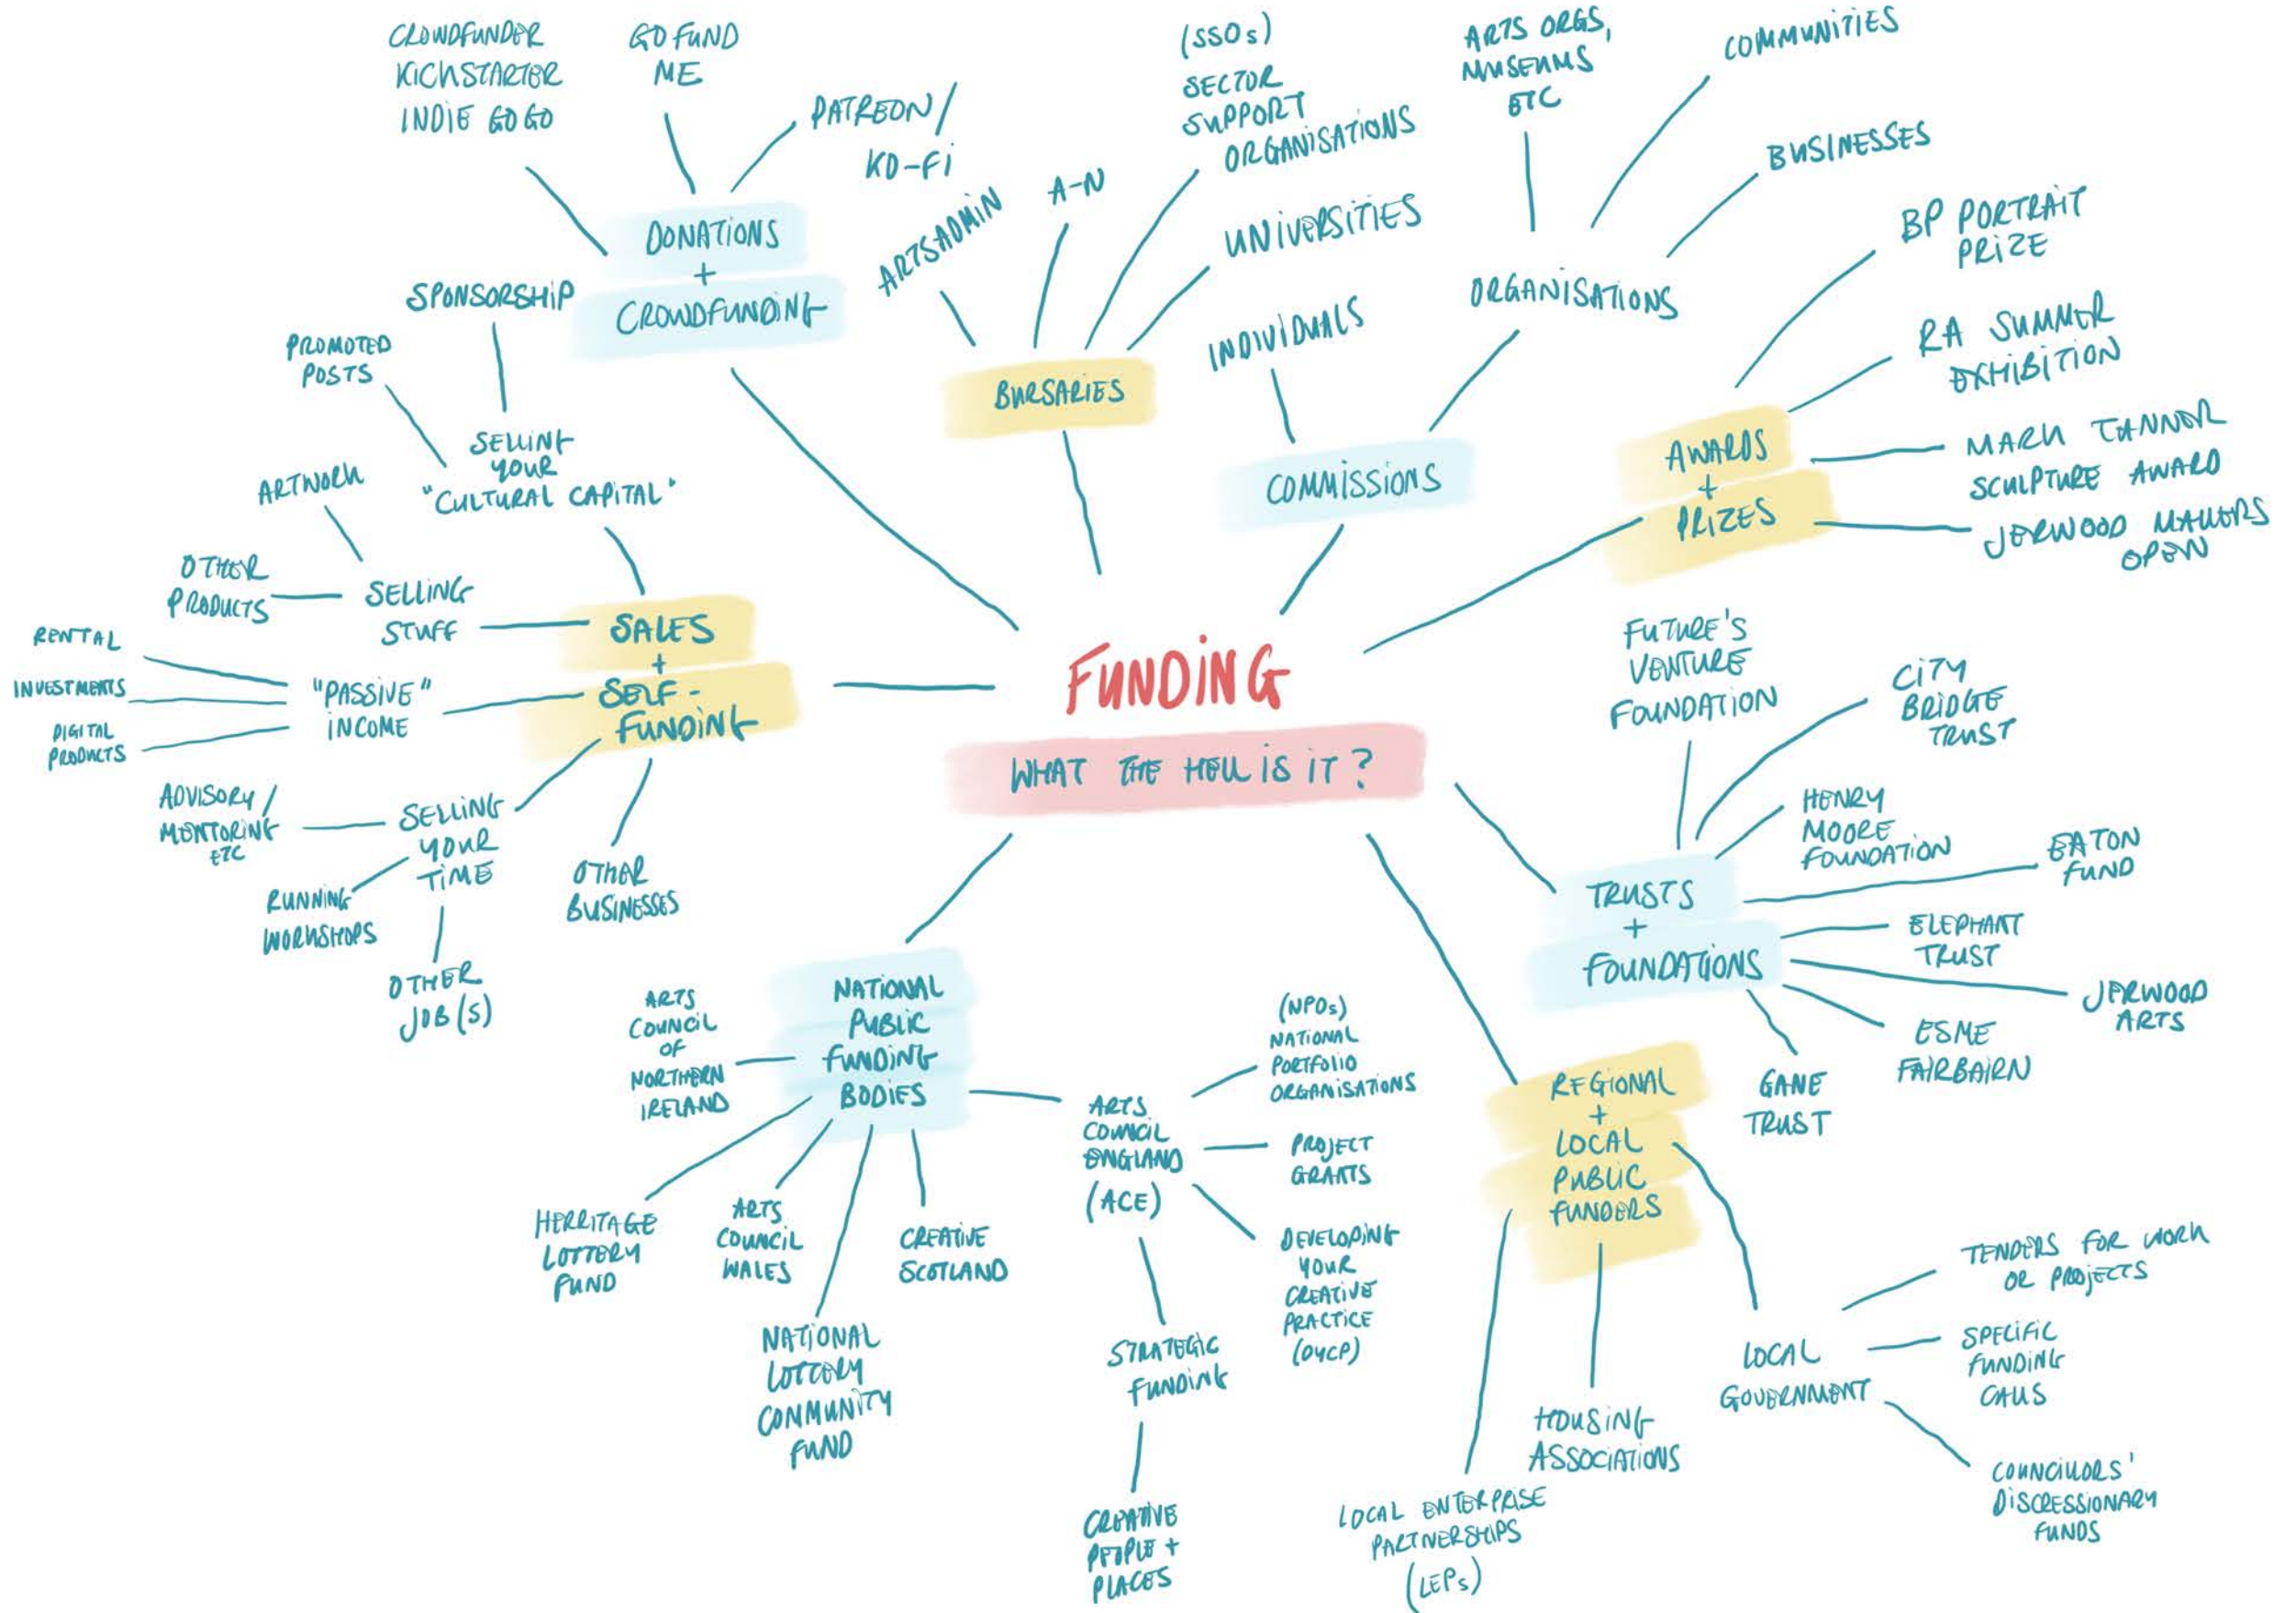 FUNDING
WHAT THE HELL IS IT?
DONATIONS
+
CROWDFUNDING
CROWDFUNDER
KICKSTARTER
INDIE GO GO
GO FUND
ME
PATREON/
KO-Fi
BURSARIES
ARTSADMIN
A-N
(SSOs)
SECTOR
SUPPORT
ORGANISATIONS
UNIVERSITIES
COMMISSIONS
INDIVIDUALS
ORGANISATIONS
ARTS ORGS,
MUSEUMS
ETC
COMMUNITIES
BUSINESSES
AWARDS
+
PRIZES
BP PORTRAIT
PRIZE
RA SUMMER
EXHIBITION
MARK TANNER
SCULPTURE AWARD
JERWOOD MAKERS
OPEN
TRUSTS
+
FOUNDATIONS
FUTURE'S
VENTURE
FOUNDATION
CITY
BRIDGE
TRUST
HENRY
MOORE
FOUNDATION
EATON
FUND
ELEPHANT
TRUST
JERWOOD
ARTS
ESME
FAIRBAIRN
GANE
TRUST
REGIONAL
+
LOCAL
PUBLIC
FUNDERS
LOCAL
GOVERNMENT
TENDERS FOR WORK
OR PROJECTS
SPECIFIC
FUNDING
CALLS
COUNCILLORS'
DISCRESSIONARY
FUNDS
HOUSING
ASSOCIATIONS
LOCAL ENTERPRISE
PARTNERSHIPS
(LEPs)
NATIONAL
PUBLIC
FUNDING
BODIES
ARTS
COUNCIL
ENGLAND
(ACE)
(NPOs)
NATIONAL
PORTFOLIO
ORGANISATIONS
PROJECT
GRANTS
DEVELOPING
YOUR
CREATIVE
PRACTICE
(DYCP)
STRATEGIC
FUNDING
CREATIVE
PEOPLE +
PLACES
CREATIVE
SCOTLAND
NATIONAL
LOTTERY
COMMUNITY
FUND
ARTS
COUNCIL
WALES
HERRITAGE
LOTTERY
FUND
ARTS
COUNCIL
OF
NORTHERN
IRELAND
SALES
+
SELF-
FUNDING
OTHER
BUSINESSES
SELLING
YOUR
TIME
OTHER
JOB(S)
RUNNING
WORKSHOPS
ADVISORY/
MENTORING
ETC
"PASSIVE"
INCOME
DIGITAL
PRODUCTS
INVESTMENTS
RENTAL
SELLING
STUFF
OTHER
PRODUCTS
ARTWORK
SELLING
YOUR
"CULTURAL CAPITAL"
PROMOTED
POSTS
SPONSORSHIP